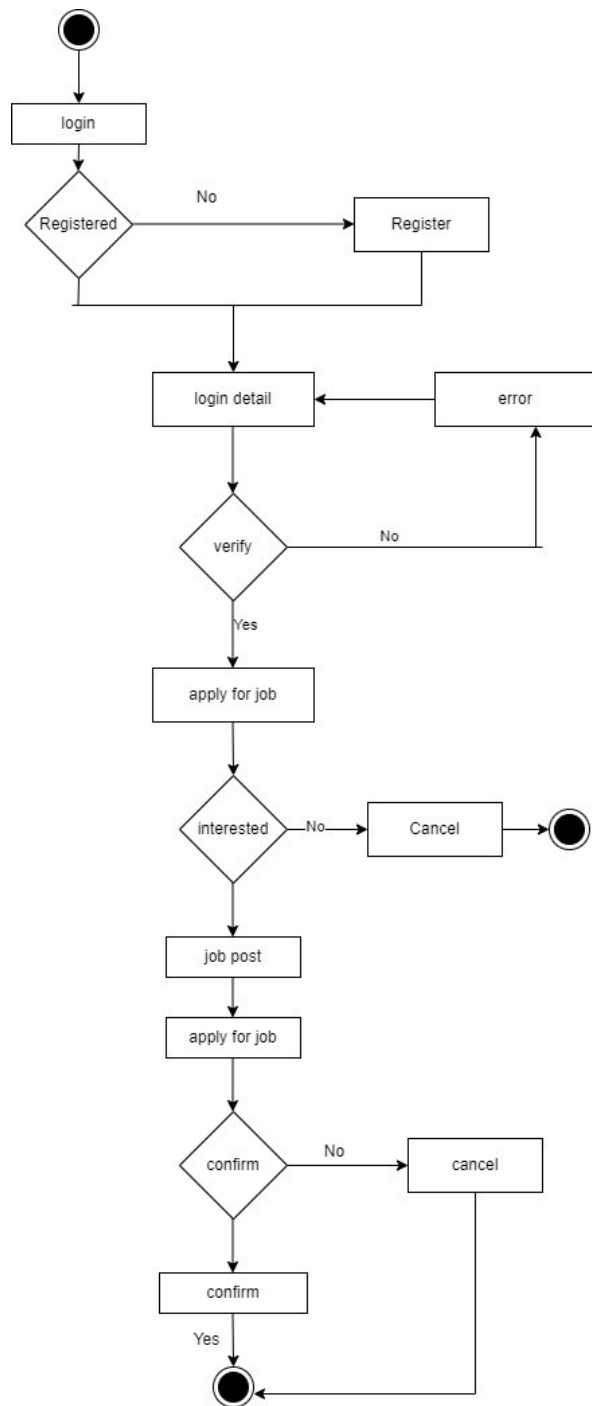 login
No
Registered
Register
login detail
error
No
verify
Yes
apply for job
interested
No
Cancel
job post
apply for job
No
confirm
cancel
confirm
Yes